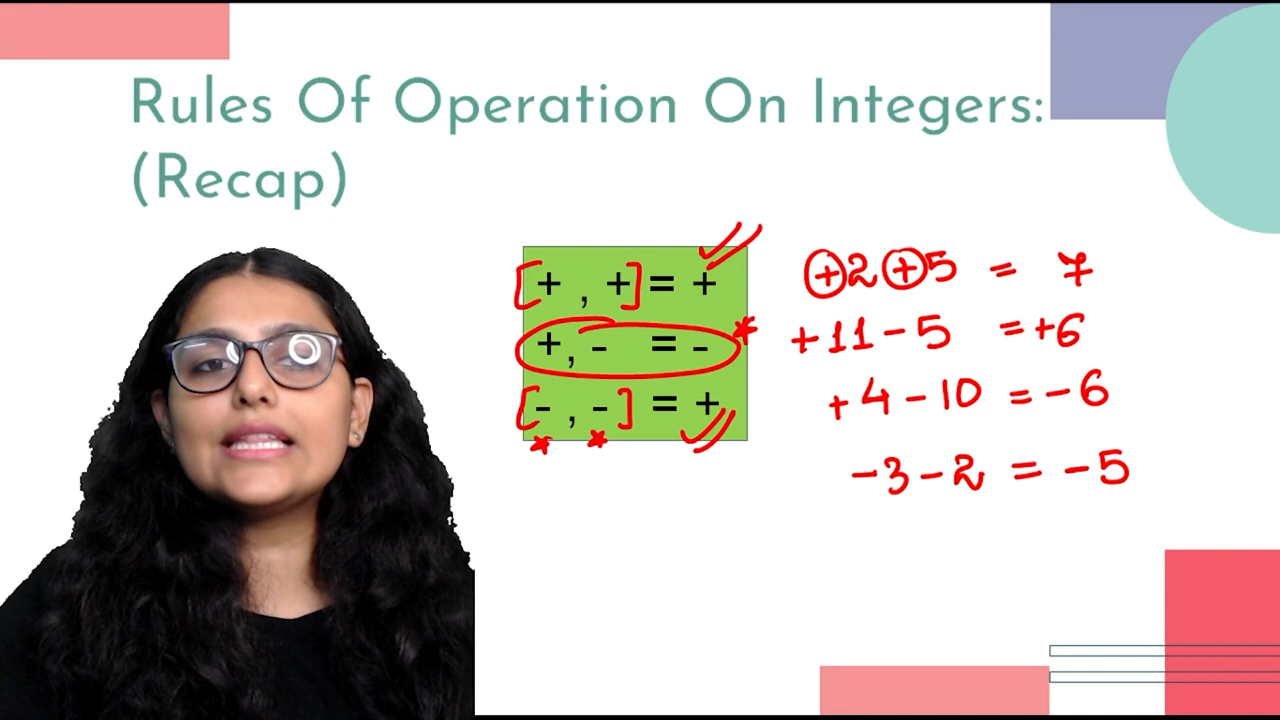 Rules Of Operation On Integers:
(Recap)
[+ , +] = +
+, - = - *
[- , -] = +
* *
+2+5 = 7
+11-5 = +6
+4-10 = -6
-3-2 = -5